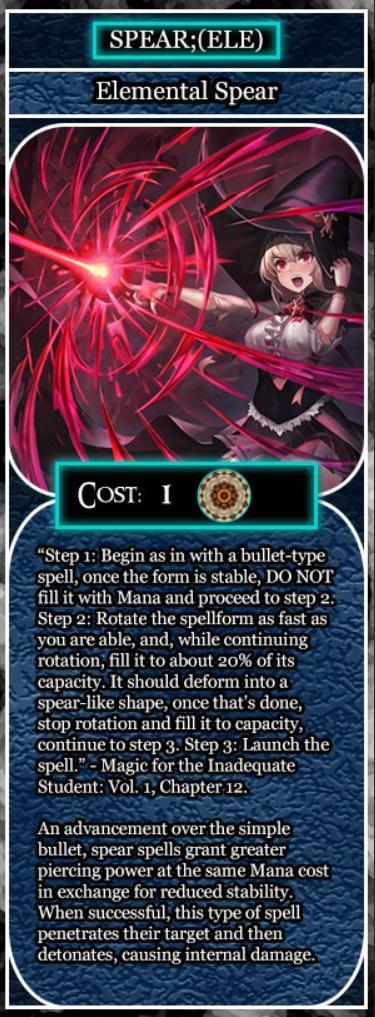 SPEAR;(ELE)
Elemental Spear
COST: 1
“Step 1: Begin as in with a bullet-type
spell, once the form is stable, DO NOT
fill it with Mana and proceed to step 2.
Step 2: Rotate the spellform as fast as
you are able, and, while continuing
rotation, fill it to about 20% of its
capacity. It should deform into a
spear-like shape, once that's done,
stop rotation and fill it to capacity,
continue to step 3. Step 3: Launch the
spell.” - Magic for the Inadequate
Student: Vol. 1, Chapter 12.
An advancement over the simple
bullet, spear spells grant greater
piercing power at the same Mana cost
in exchange for reduced stability.
When successful, this type of spell
penetrates their target and then
detonates, causing internal damage.